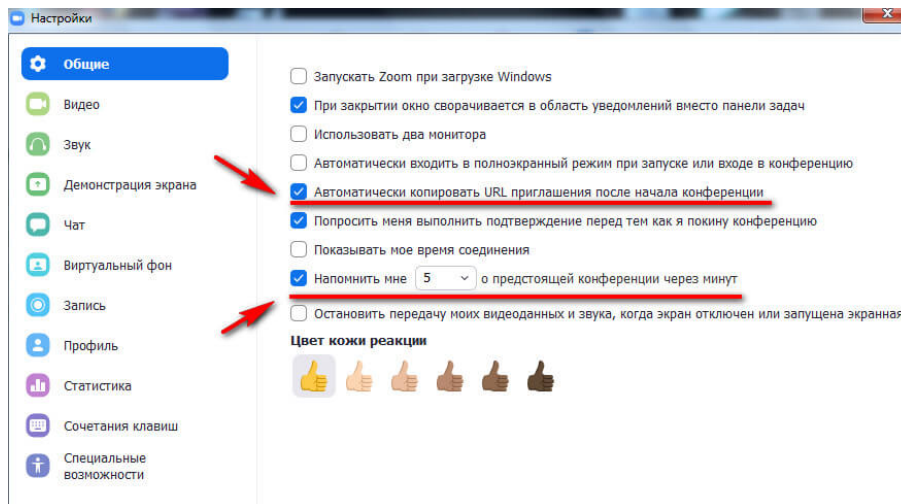 Настройки
Общие
Видео
Звук
Демонстрация экрана
Чат
Виртуальный фон
Запись
Профиль
Статистика
Сочетания клавиш
Специальные
возможности
Запускать Zoom при загрузке Windows
При закрытии окно сворачивается в область уведомлений вместо панели задач
Использовать два монитора
Автоматически входить в полноэкранный режим при запуске или входе в конференцию
Автоматически копировать URL приглашения после начала конференции
Попросить меня выполнить подтверждение перед тем как я покину конференцию
Показывать мое время соединения
Напомнить мне 5 о предстоящей конференции через минут
Остановить передачу моих видеоданных и звука, когда экран отключен или запущена экранная
Цвет кожи реакции